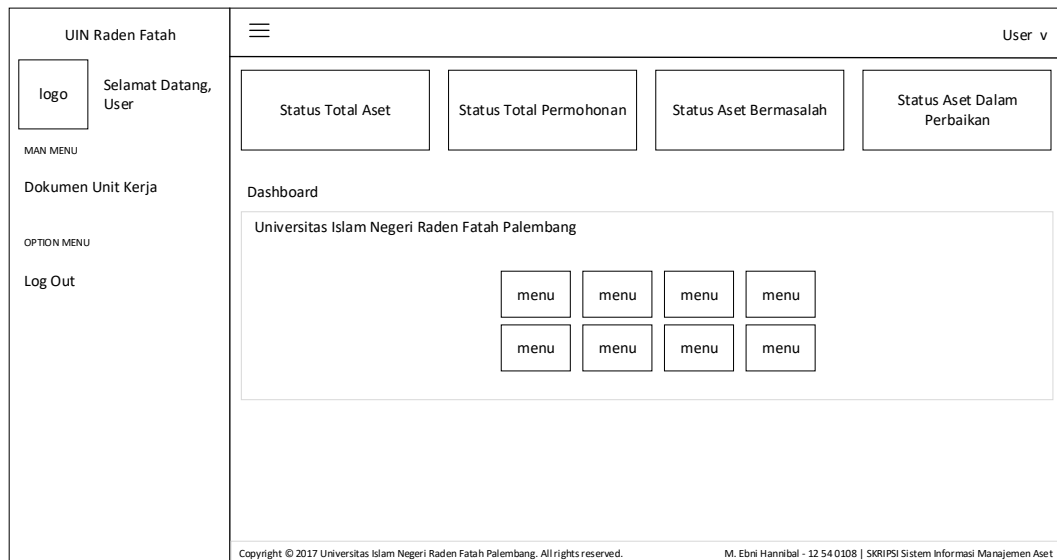 UIN Raden Fatah
logo
Selamat Datang,
User
MAN MENU
Dokumen Unit Kerja
OPTION MENU
Log Out
User v
Status Total Aset
Status Total Permohonan
Status Aset Bermasalah
Status Aset Dalam
Perbaikan
Dashboard
Universitas Islam Negeri Raden Fatah Palembang
menu menu menu menu
menu menu menu menu
Copyright © 2017 Universitas Islam Negeri Raden Fatah Palembang. All rights reserved.
M. Ebni Hannibal - 12 54 0108 | SKRIPSI Sistem Informasi Manajemen Aset